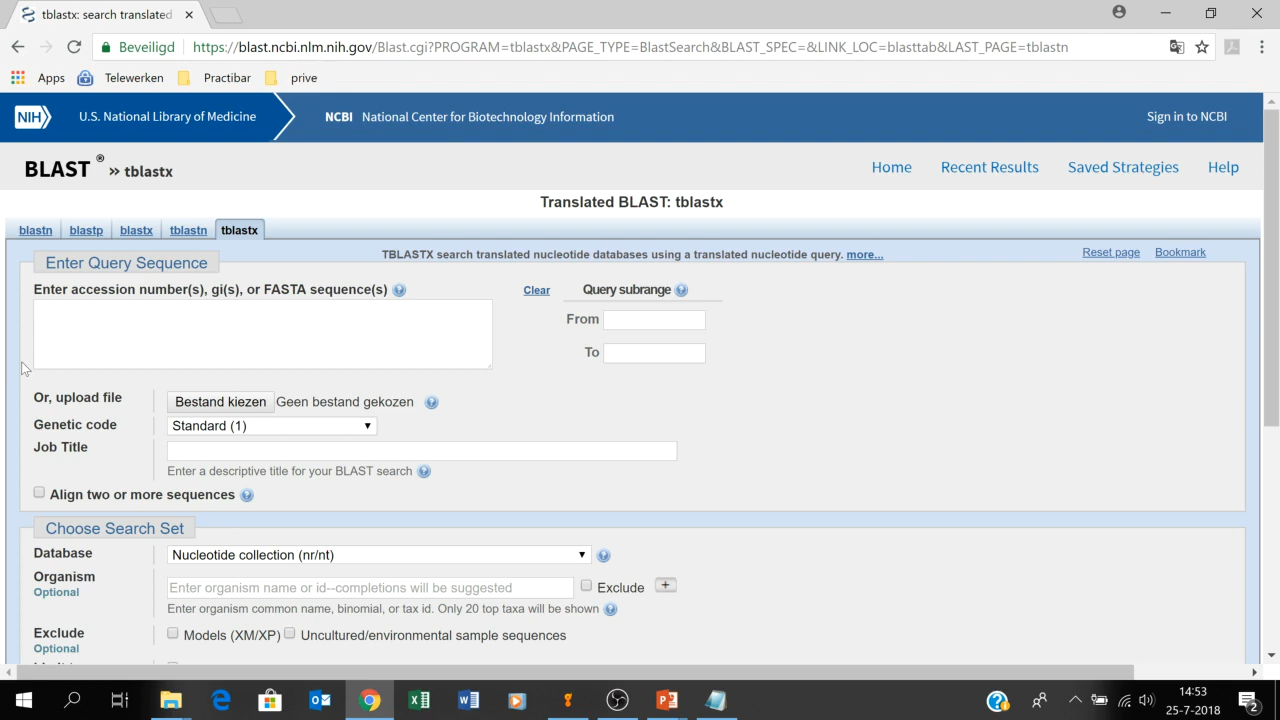 tblastx: search translated
Beveiligd
https://blast.ncbi.nlm.nih.gov/Blast.cgi?PROGRAM=tblastx&PAGE_TYPE=BlastSearch&BLAST_SPEC=&LINK_LOC=blasttab&LAST_PAGE=tblastn
Apps Telewerken Practibar prive
NIH U.S. National Library of Medicine NCBI National Center for Biotechnology Information Sign in to NCBI
BLAST ® » tblastx Home Recent Results Saved Strategies Help
Translated BLAST: tblastx
blastn blastp blastx tblastn tblastx
TBLASTX search translated nucleotide databases using a translated nucleotide query. more... Reset page Bookmark
Enter Query Sequence
Enter accession number(s), gi(s), or FASTA sequence(s) Clear Query subrange
From
To
Or, upload file Bestand kiezen Geen bestand gekozen
Genetic code Standard (1)
Job Title
Enter a descriptive title for your BLAST search
Align two or more sequences
Choose Search Set
Database Nucleotide collection (nr/nt)
Organism
Optional
Enter organism name or id--completions will be suggested Exclude +
Enter organism common name, binomial, or tax id. Only 20 top taxa will be shown
Exclude
Optional
Models (XM/XP) Uncultured/environmental sample sequences
14:53
25-7-2018
2